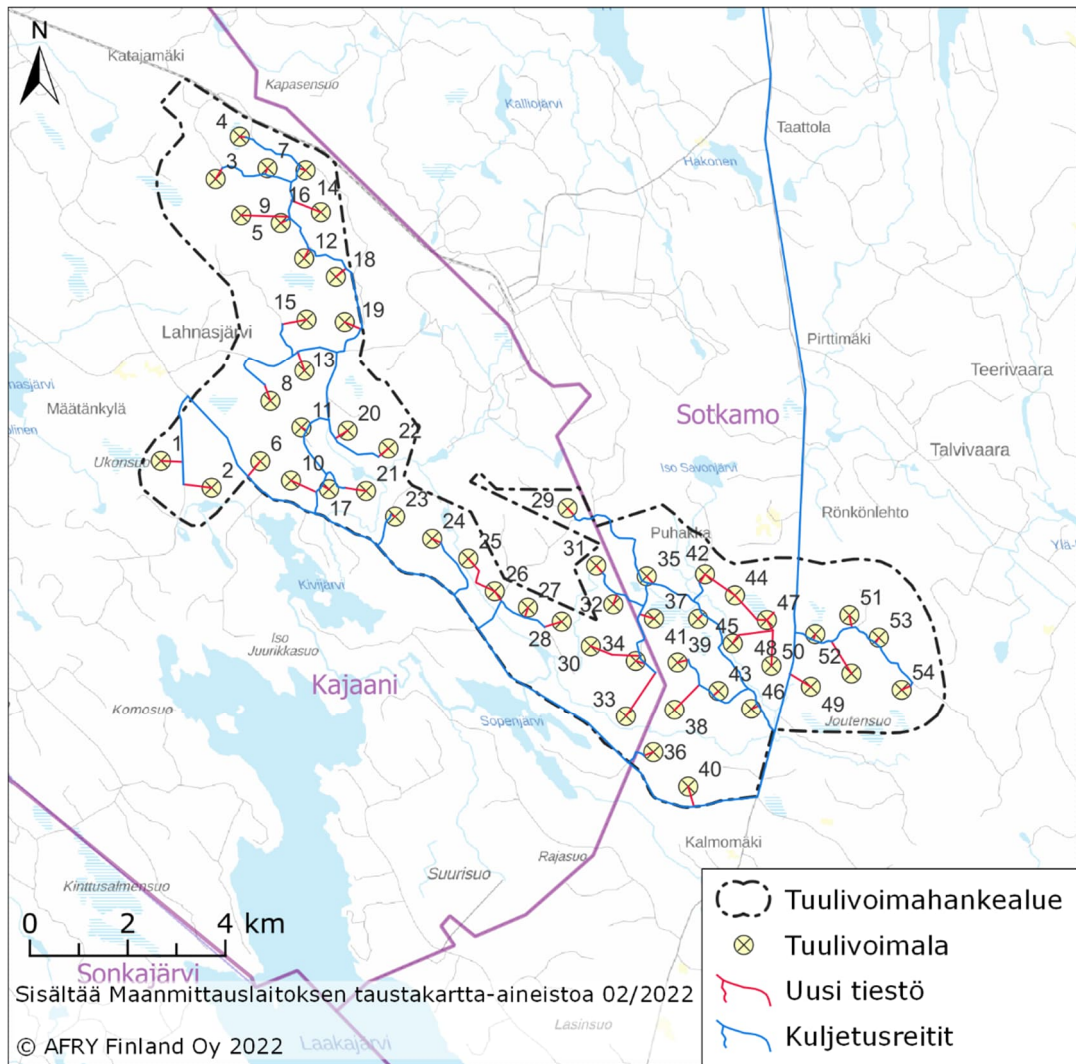 N
Katajamäki
Kapasensuo
Kalliojärvi
Taattola
Hakonen
4
7
3
14
16
9
5
12
18
15
19
Lahnasjärvi
Pirttimäki
Teerivaara
13
8
Määtänkylä
Sotkamo
11
20
22
Talvivaara
1
6
Ukonsuo
Iso Savonjärvi
2
10
21
17
23
29
Rönkönlehto
Puhakka
24
25
31
35
42
44
Kivijärvi
26
27
32
37
47
51
53
28
45
Iso
Juurikkasuo
30
34
41
39
48
50
52
54
Kajaani
43
46
49
Komosuo
Sopenjärvi
33
38
Joutensuo
36
40
Kalmomäki
Rajasuo
Suurisuo
Kinttusalmensuo
0 2 4 km
Sonkajärvi
Sisältää Maanmittauslaitoksen taustakartta-aineistoa 02/2022
Lasinsuo
© AFRY Finland Oy 2022
Laakajärvi
Tuulivoimahankealue
Tuulivoimala
Uusi tiestö
Kuljetusreitit